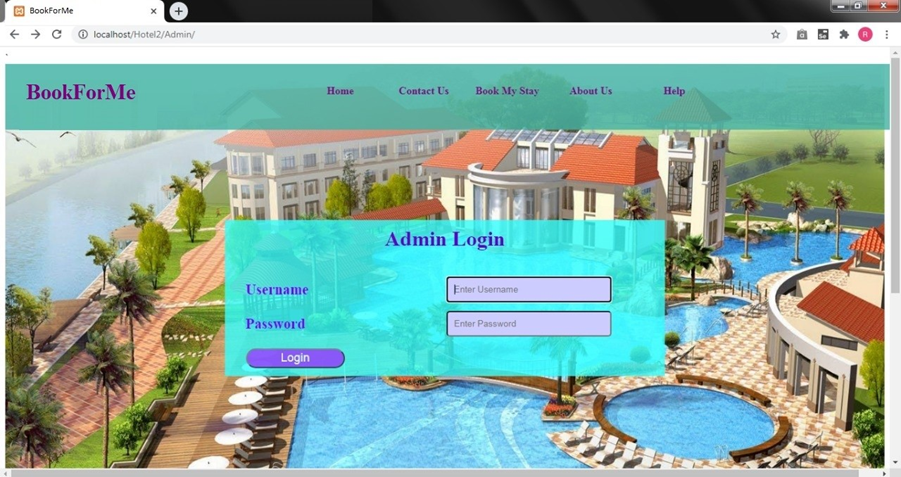 BookForMe
localhost/Hotel2/Admin/
R
BookForMe
Home Contact Us Book My Stay About Us Help
Admin Login
Username Enter Username
Password Enter Password
Login